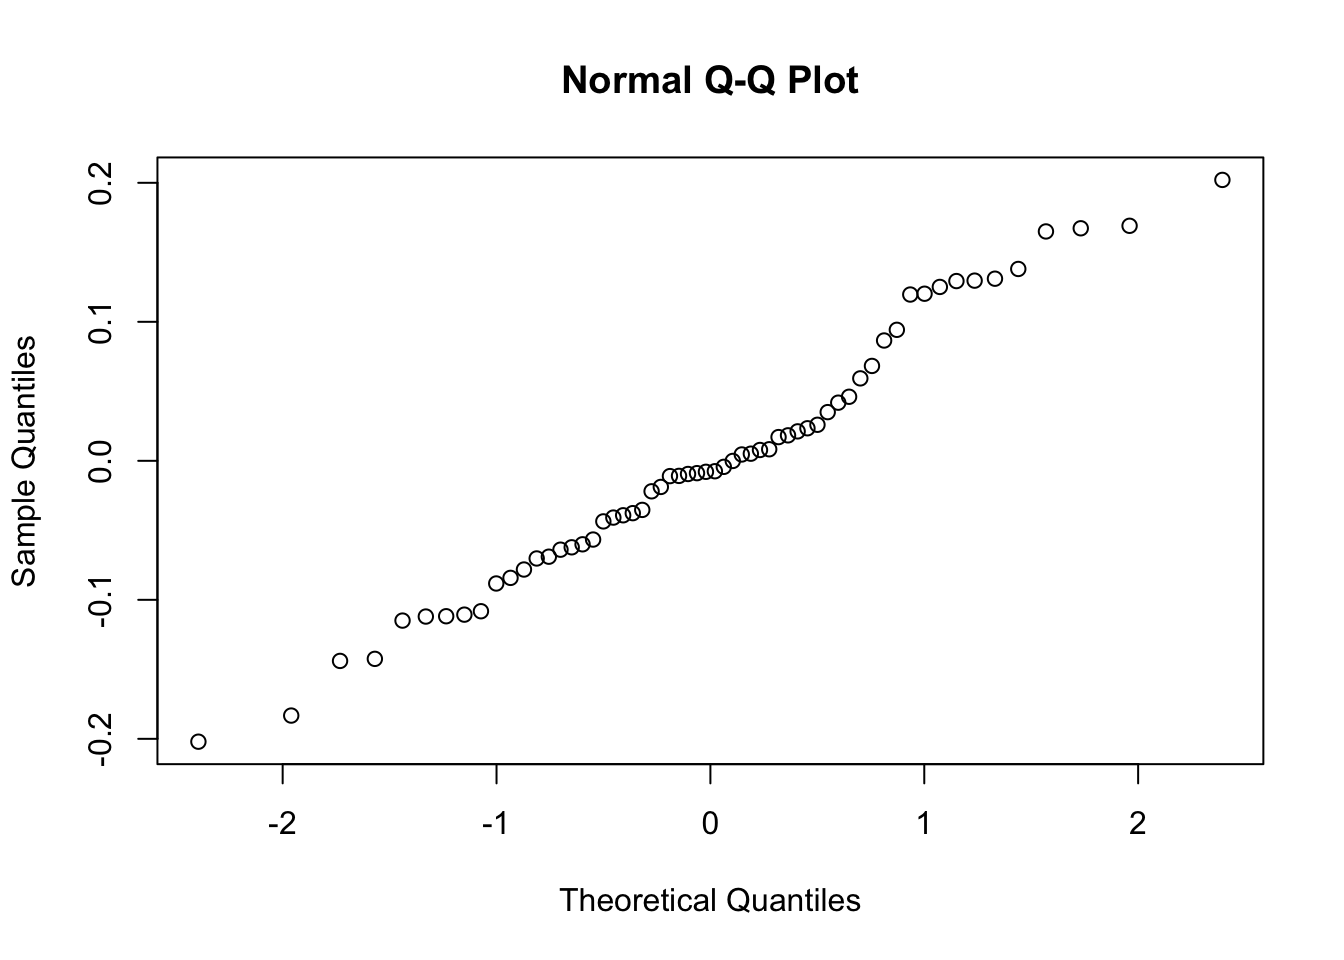 Normal Q-Q Plot
Sample Quantiles
0.2
0.1
0.0
-0.1
-0.2
-2 -1 0 1 2
Theoretical Quantiles